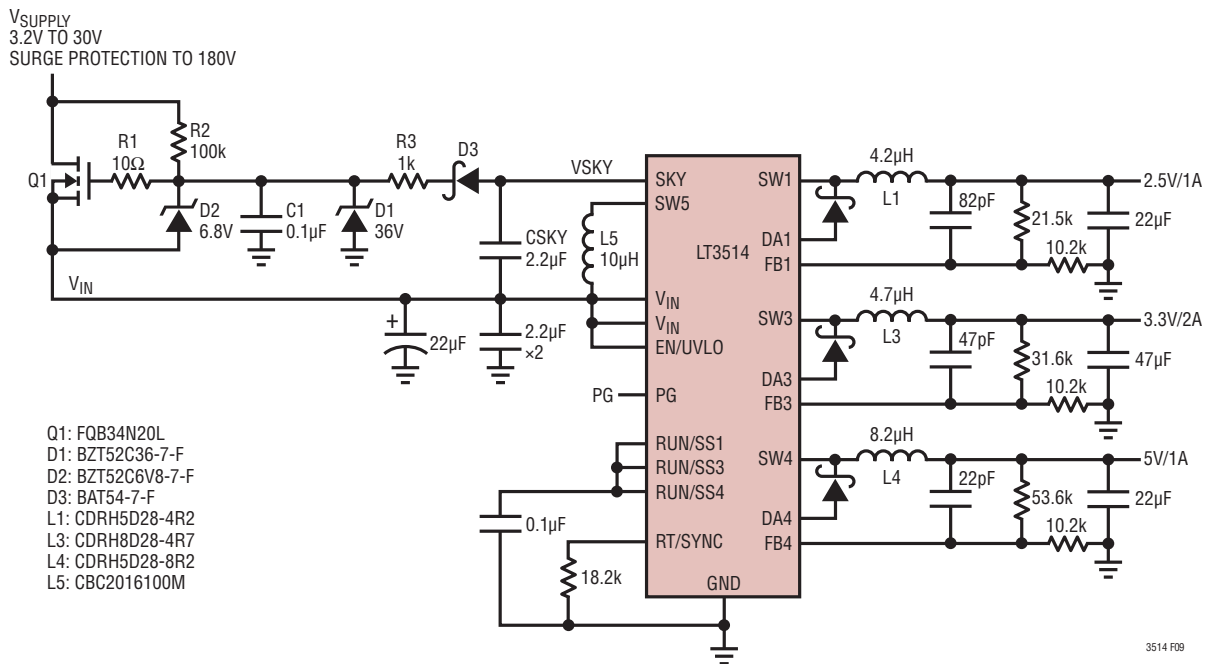 VSUPPLY
3.2V TO 30V
SURGE PROTECTION TO 180V
R1
10Ω
R2
100k
Q1
D2
6.8V
C1
0.1µF
D1
36V
R3
1k
D3
VSKY
CSKY
2.2µF
L5
10µH
VIN
+
22µF
2.2µF
×2
PG
0.1µF
18.2k
SKY
SW5
VIN
VIN
EN/UVLO
PG
RUN/SS1
RUN/SS3
RUN/SS4
RT/SYNC
GND
LT3514
SW1
DA1
FB1
SW3
DA3
FB3
SW4
DA4
FB4
4.2µH
L1
82pF
21.5k
10.2k
22µF
2.5V/1A
4.7µH
L3
47pF
31.6k
10.2k
47µF
3.3V/2A
8.2µH
L4
22pF
53.6k
10.2k
22µF
5V/1A
Q1: FQB34N20L
D1: BZT52C36-7-F
D2: BZT52C6V8-7-F
D3: BAT54-7-F
L1: CDRH5D28-4R2
L3: CDRH8D28-4R7
L4: CDRH5D28-8R2
L5: CBC2016100M
3514 F09